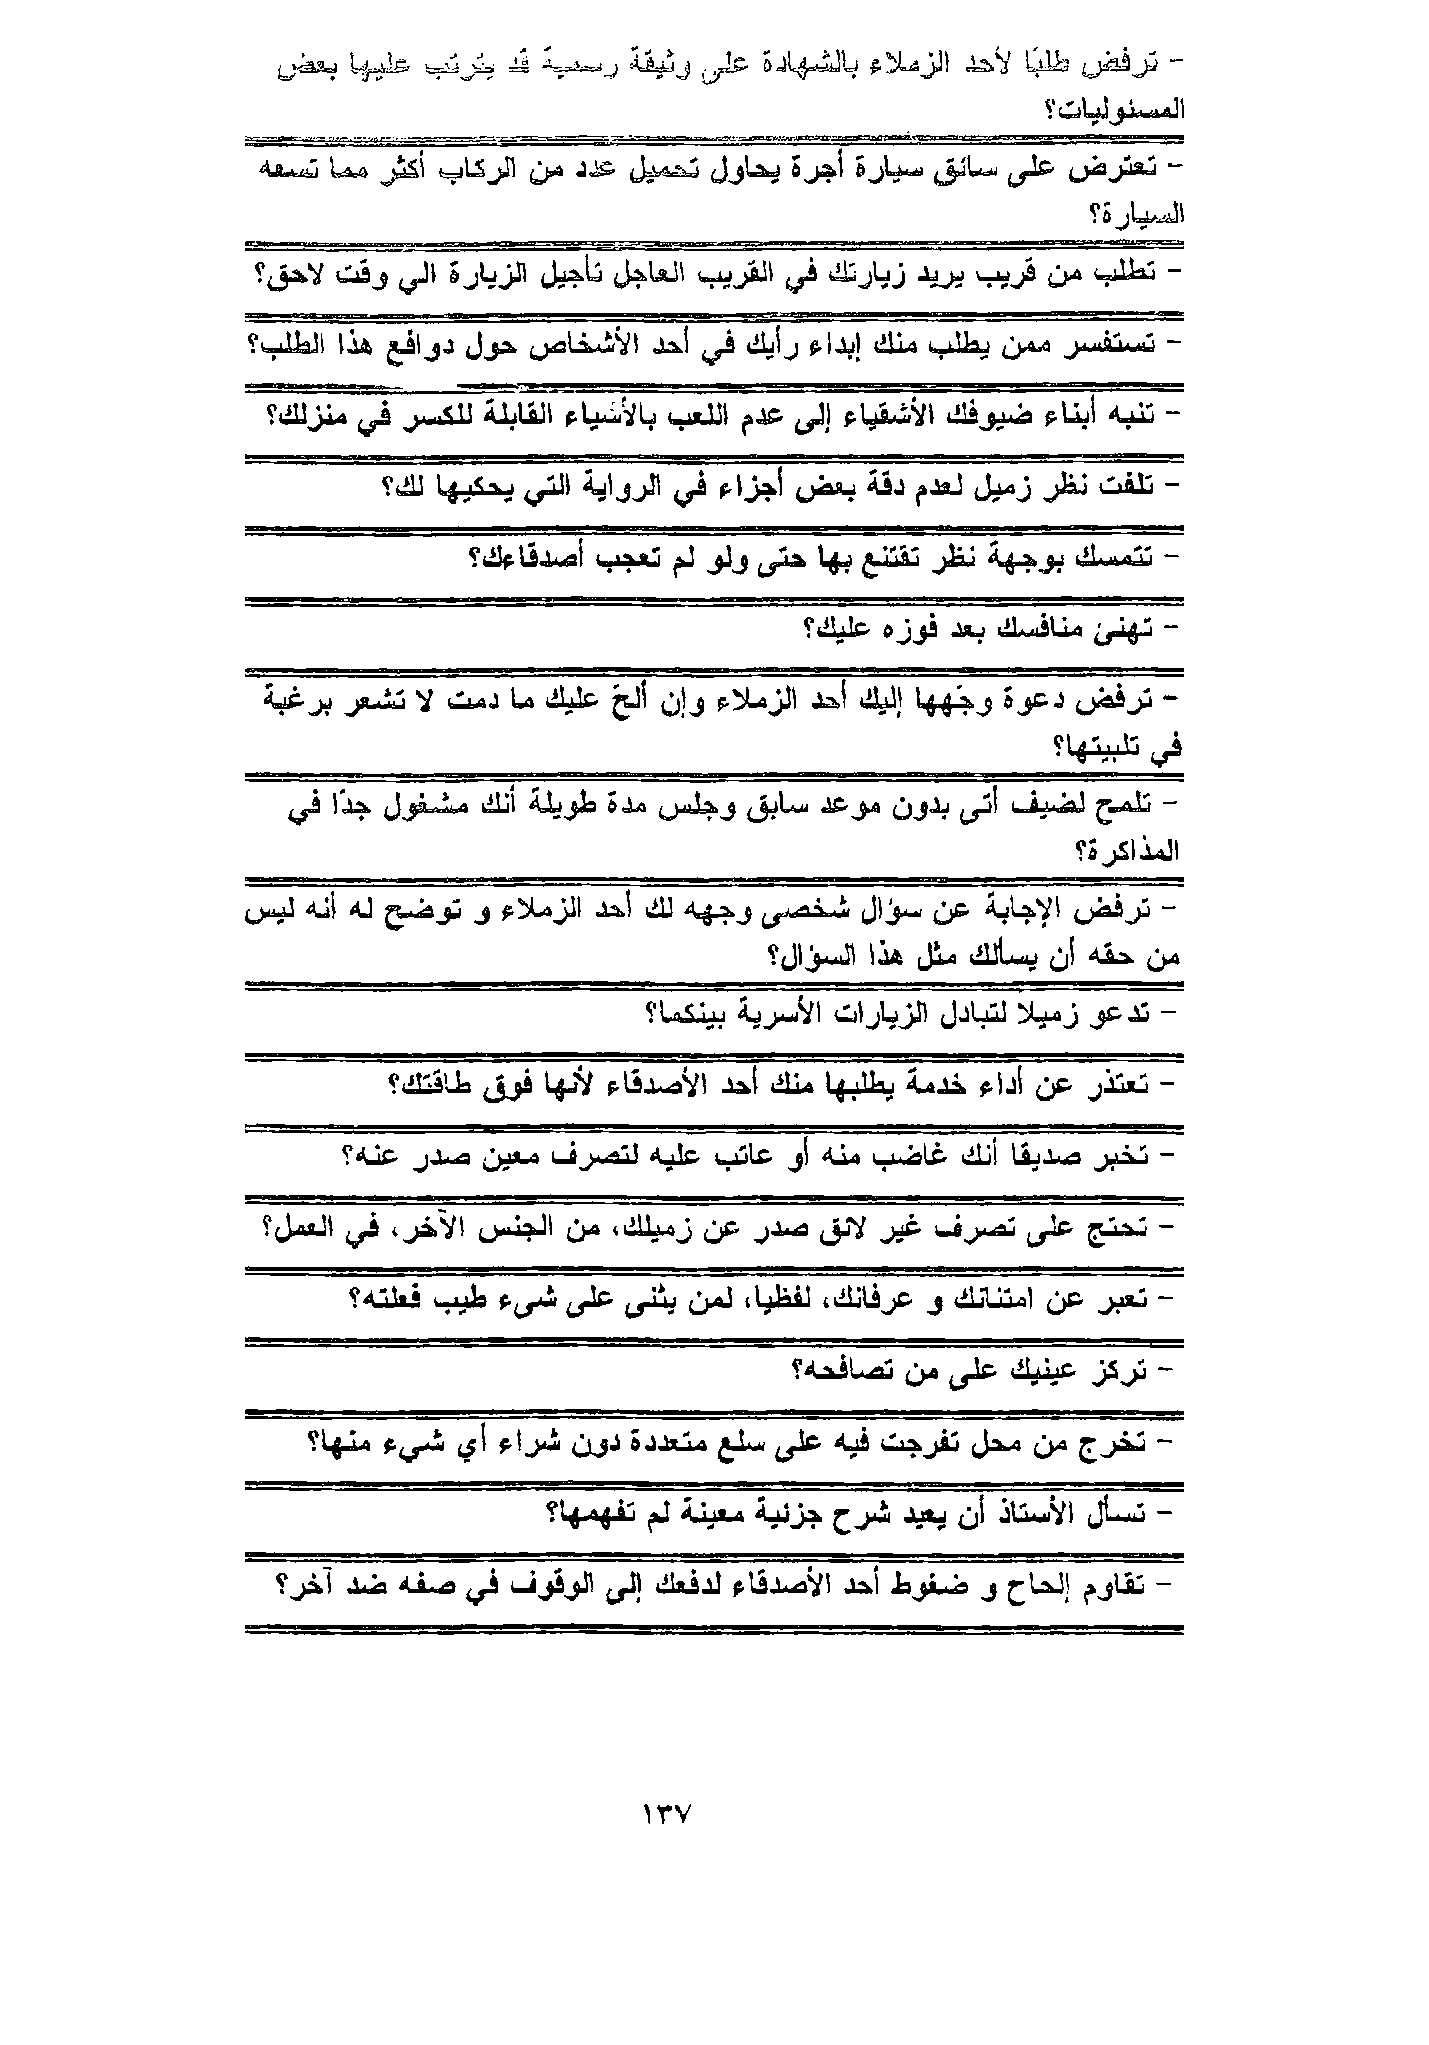 - ترفض طلبًا لأحد الزملاء بالشهادة على وثيقة رسمية قد يترتب عليها بعض
المسئوليات؟
- تعترض على سائق سيارة أجرة يحاول تحميل عدد من الركاب أكثر مما تسعه
السيارة؟
- تطلب من قريب يريد زيارتك في القريب العاجل تأجيل الزيارة الي وقت لاحق؟
- تستفسر ممن يطلب منك إبداء رأيك في أحد الأشخاص حول دوافع هذا الطلب؟
- تنبه أبناء ضيوفك الأشقياء إلى عدم اللعب بالأشياء القابلة للكسر في منزلك؟
- تلفت نظر زميل لعدم دقة بعض أجزاء في الرواية التي يحكيها لك؟
- تتمسك بوجهة نظر تقتنع بها حتى ولو لم تعجب أصدقاءك؟
- تهنئ منافسك بعد فوزه عليك؟
- ترفض دعوة وجّهها إليك أحد الزملاء وإن ألحّ عليك ما دمت لا تشعر برغبة
في تلبيتها؟
- تلمح لضيف أتى بدون موعد سابق وجلس مدة طويلة أنك مشغول جدًا في
المذاكرة؟
- ترفض الإجابة عن سؤال شخصى وجهه لك أحد الزملاء و توضح له أنه ليس
من حقه أن يسألك مثل هذا السؤال؟
- تدعو زميلا لتبادل الزيارات الأسرية بينكما؟
- تعتذر عن أداء خدمة يطلبها منك أحد الأصدقاء لأنها فوق طاقتك؟
- تخبر صديقا أنك غاضب منه أو عاتب عليه لتصرف معين صدر عنه؟
- تحتج على تصرف غير لائق صدر عن زميلك، من الجنس الآخر، في العمل؟
- تعبر عن امتنانك و عرفانك، لفظيا، لمن يثنى على شىء طيب فعلته؟
- تركز عينيك على من تصافحه؟
- تخرج من محل تفرجت فيه على سلع متعددة دون شراء أي شيء منها؟
- تسأل الأستاذ أن يعيد شرح جزئية معينة لم تفهمها؟
- تقاوم إلحاح و ضغوط أحد الأصدقاء لدفعك إلى الوقوف في صفه ضد آخر؟
١٣٧